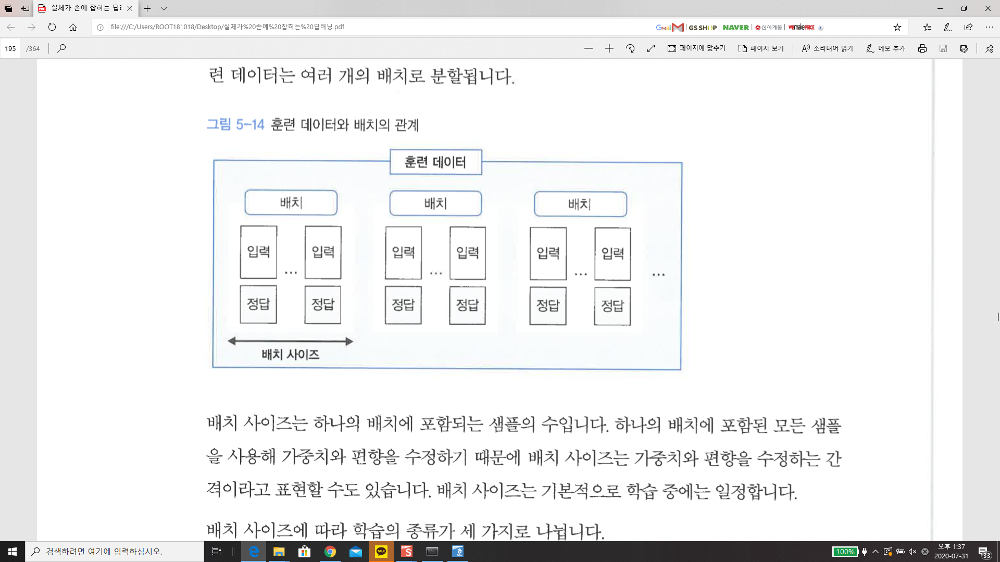 실체가 손에 잡히는 딥
file:///C:/Users/ROOT181018/Desktop/실체가%20손에%20잡히는%20딥러닝.pdf
Gmail GS SHOP NAVER 신세계몰 WEMAKEPRICE
195 /364
페이지에 맞추기 페이지 보기 소리내어 읽기 메모 추가
련 데이터는 여러 개의 배치로 분할됩니다.
그림 5-14 훈련 데이터와 배치의 관계
훈련 데이터
배치 배치 배치
입력 ... 입력 입력 ... 입력 입력 ... 입력 ...
정답 정답 정답 정답 정답 정답
배치 사이즈
배치 사이즈는 하나의 배치에 포함되는 샘플의 수입니다. 하나의 배치에 포함된 모든 샘플
을 사용해 가중치와 편향을 수정하기 때문에 배치 사이즈는 가중치와 편향을 수정하는 간
격이라고 표현할 수도 있습니다. 배치 사이즈는 기본적으로 학습 중에는 일정합니다.
배치 사이즈에 따라 학습의 종류가 세 가지로 나뉩니다.
검색하려면 여기에 입력하십시오.
TALK
100%
오후 1:37
2020-07-31
33